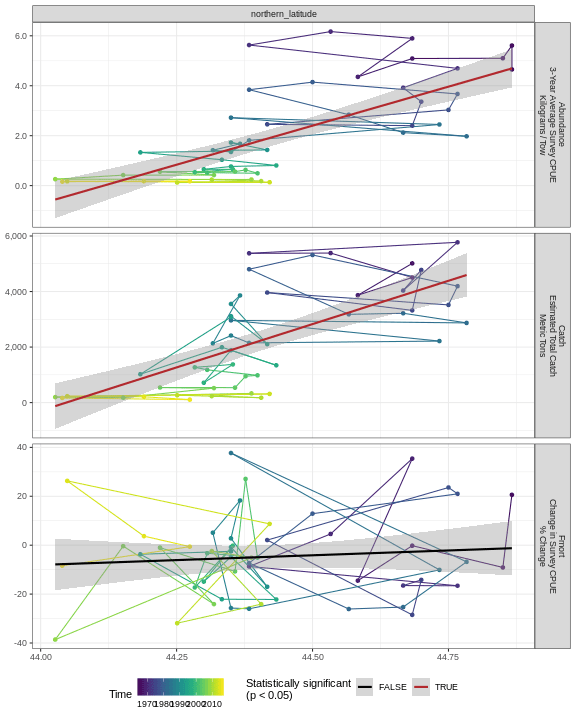 northern_latitude
6.0
4.0
2.0
0.0
Abundance
3-Year Average Survey CPUE
Kilograms / Tow
6,000
4,000
2,000
0
Catch
Estimated Total Catch
Metric Tons
40
20
0
-20
-40
Fmort
Change in Survey CPUE
% Change
44.00 44.25 44.50 44.75
Time
1970 1980 1990 2000 2010
Statistically significant
(p < 0.05)
FALSE
TRUE